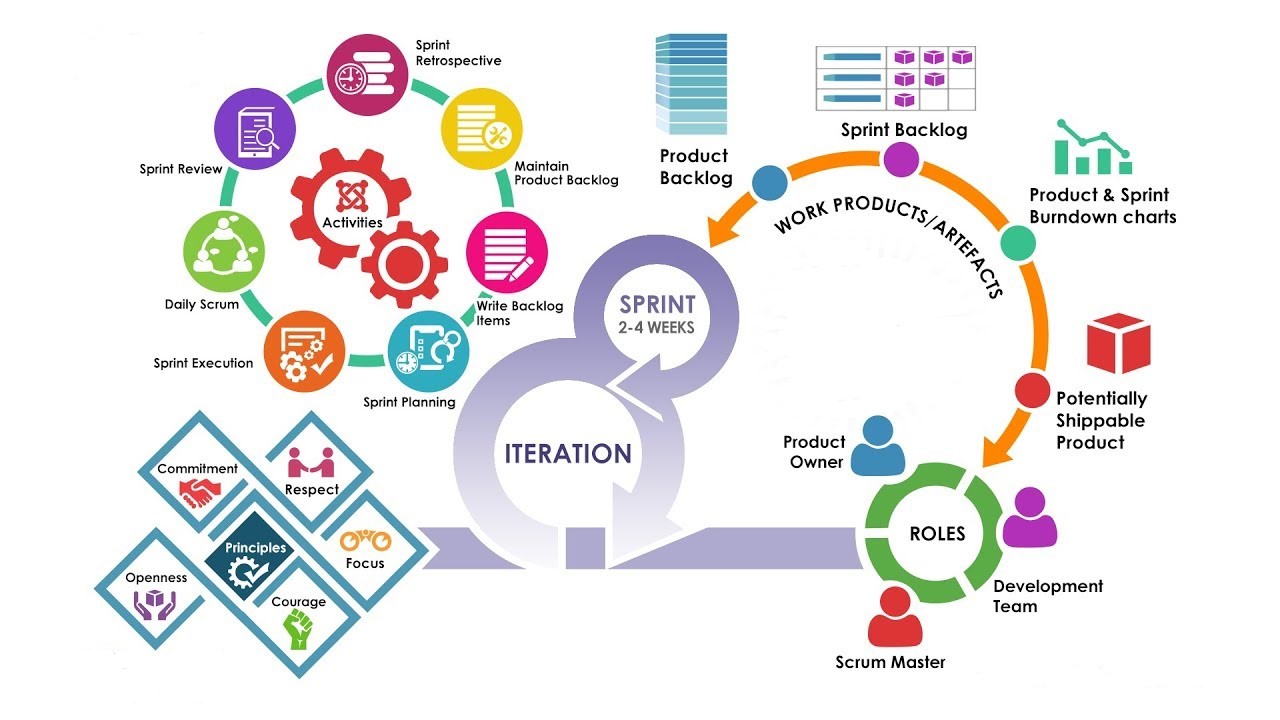 Sprint
Retrospective
Maintain
Product Backlog
Write Backlog
Items
Sprint Planning
Sprint Execution
Daily Scrum
Sprint Review
Activities
Product
Backlog
Sprint Backlog
Product & Sprint
Burndown charts
WORK PRODUCTS/ARTEFACTS
Potentially
Shippable
Product
SPRINT
2-4 WEEKS
ITERATION
Product
Owner
ROLES
Development
Team
Scrum Master
Commitment
Respect
Principles
Focus
Openness
Courage